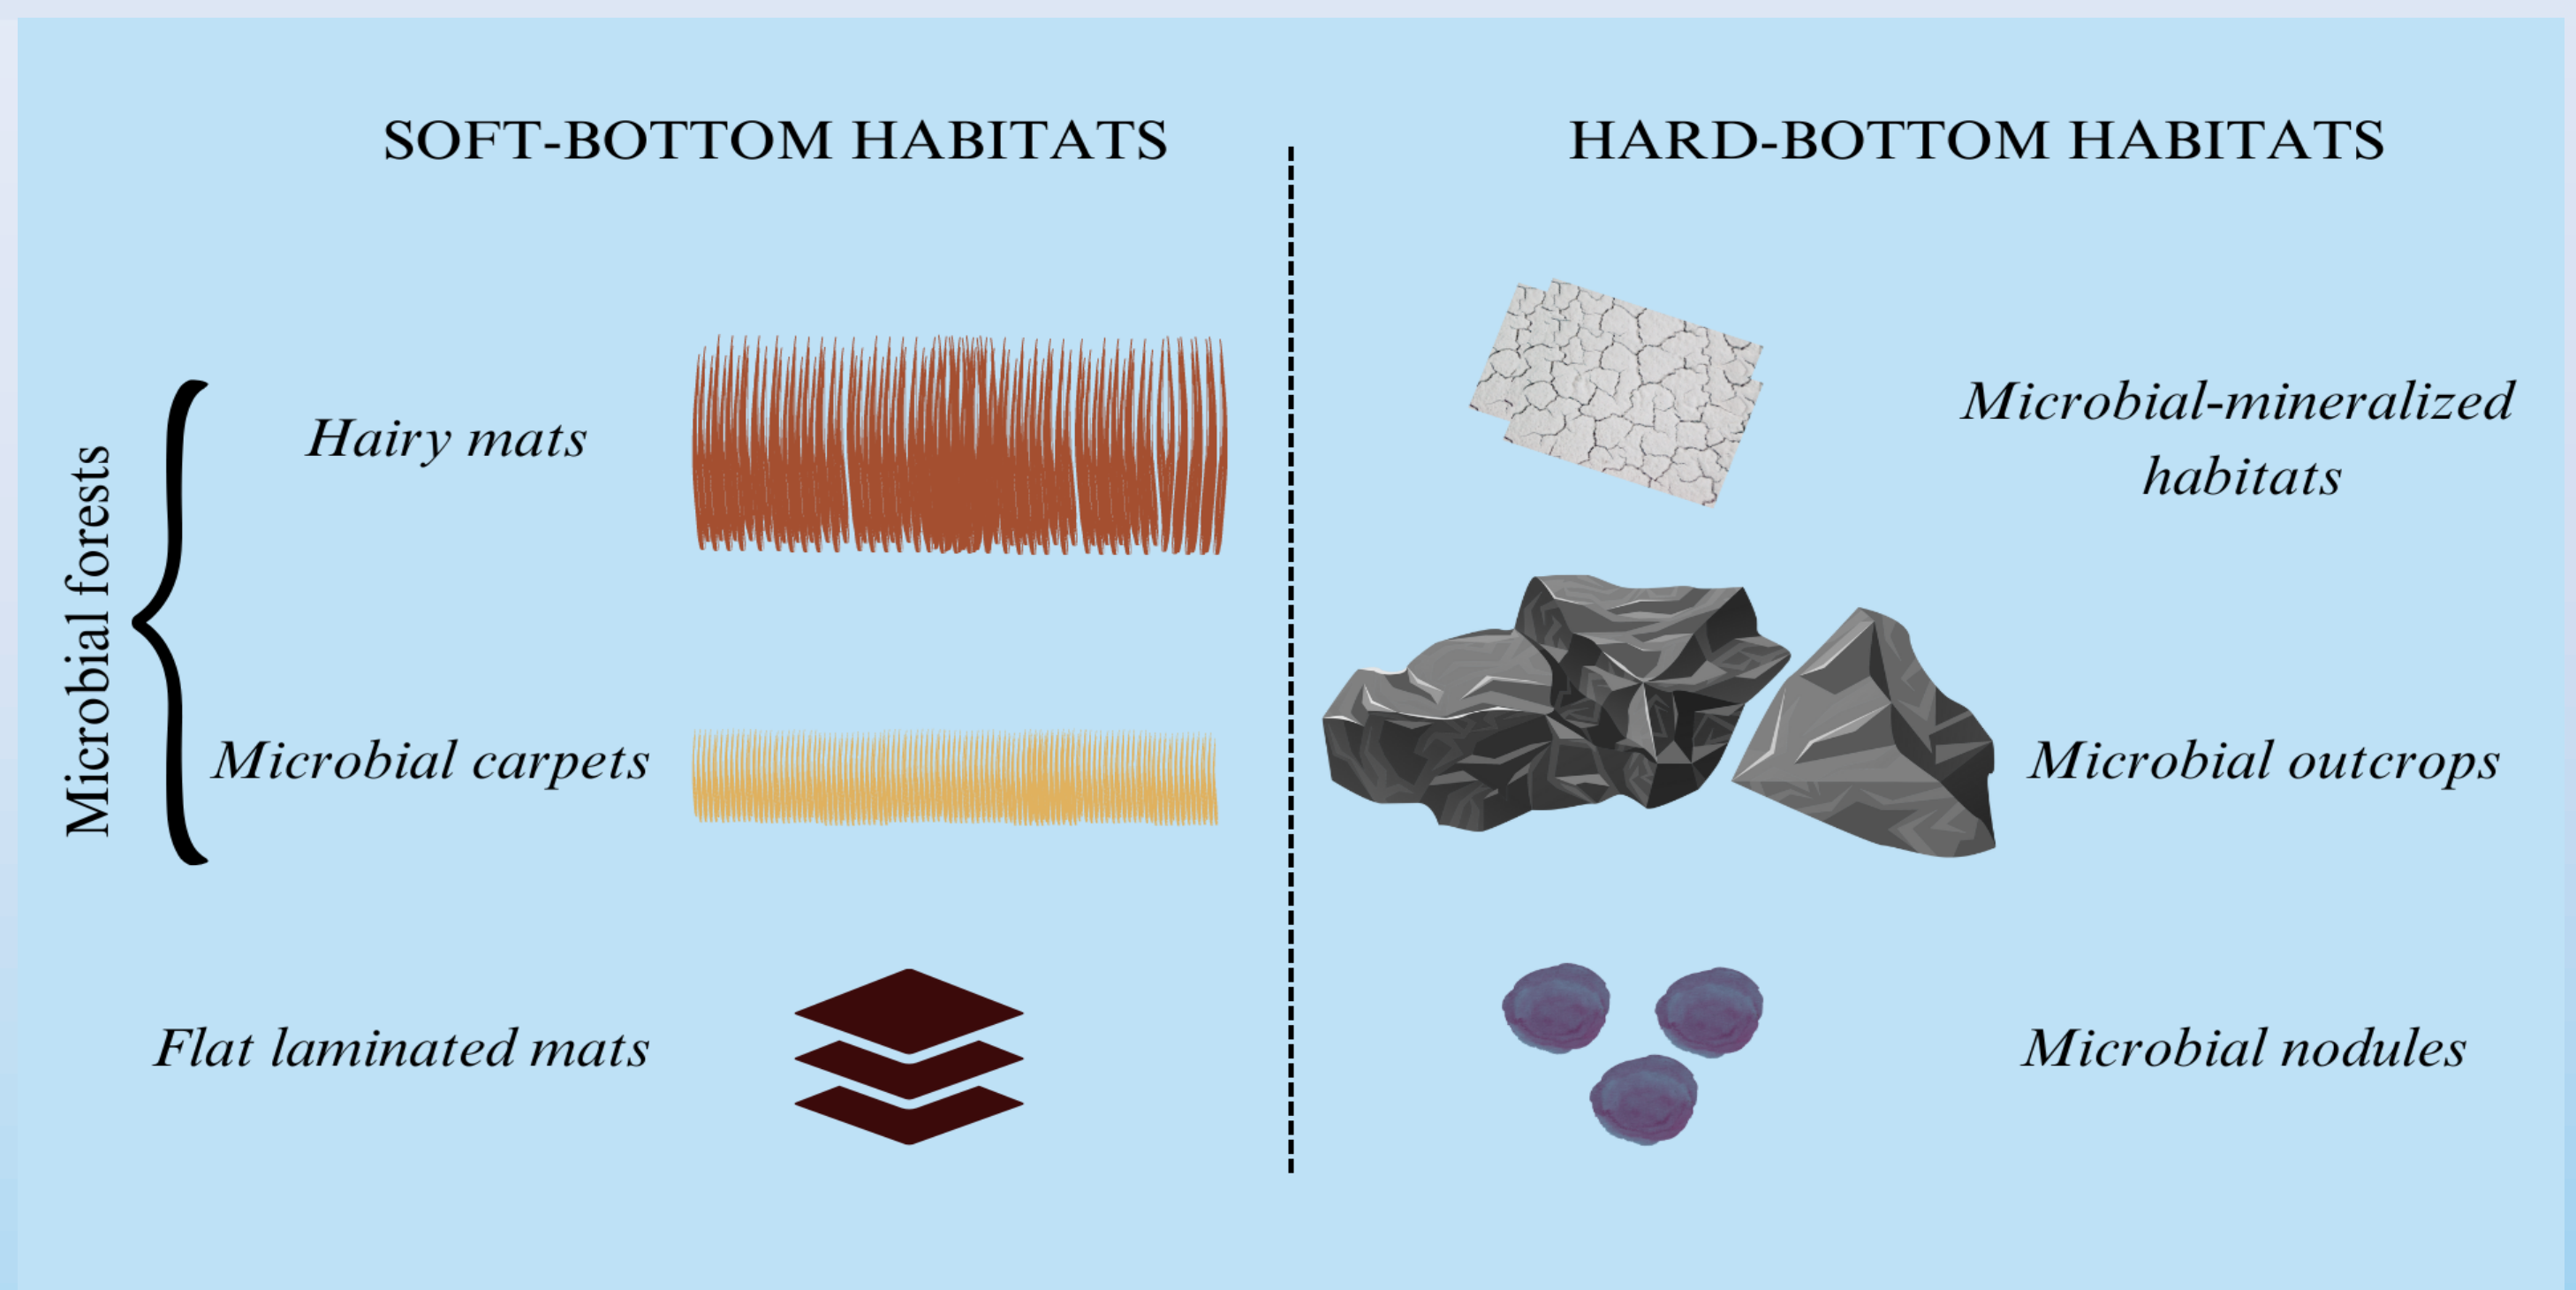 SOFT-BOTTOM HABITATS
Microbial forests
Hairy mats
Microbial carpets
Flat laminated mats
HARD-BOTTOM HABITATS
Microbial-mineralized
habitats
Microbial outcrops
Microbial nodules